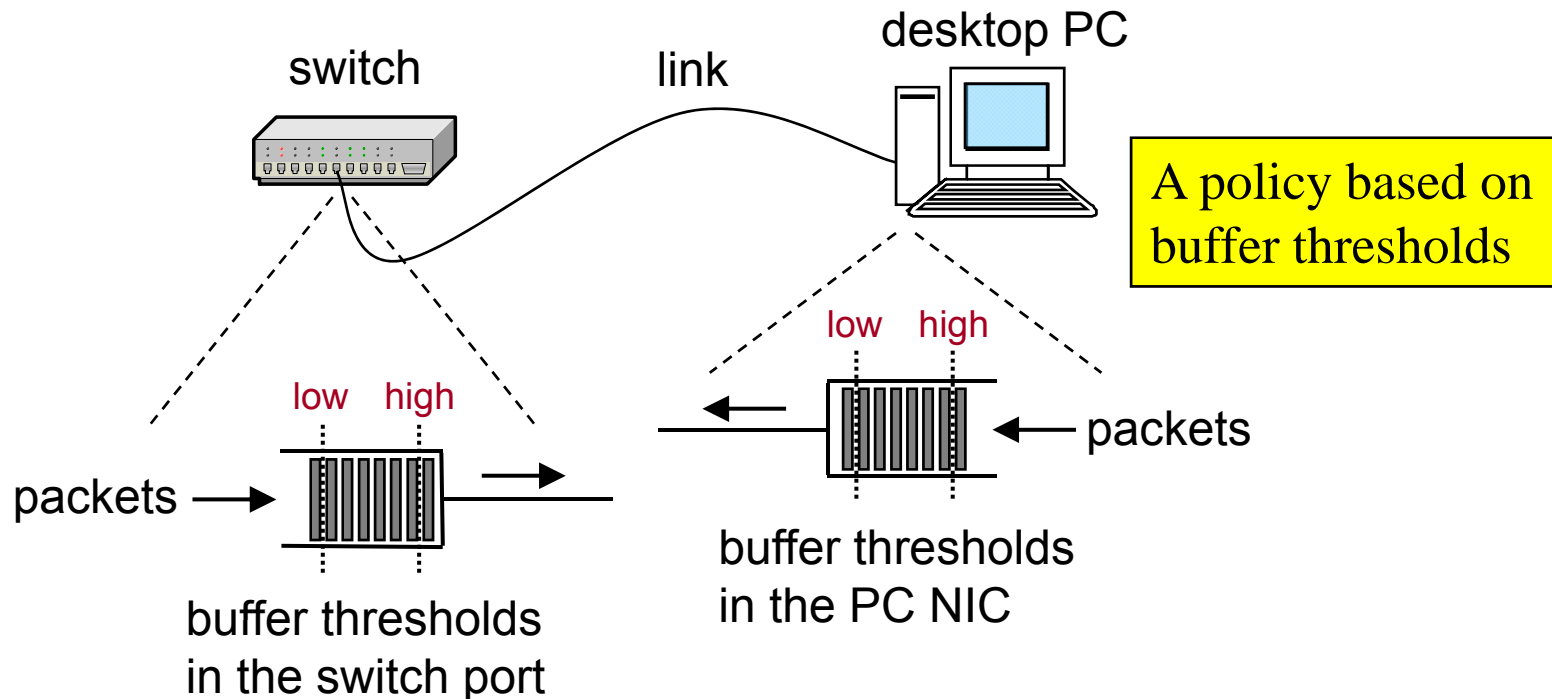 desktop PC
switch
link
A policy based on
buffer thresholds
low high
low high
packets
packets
buffer thresholds
in the PC NIC
buffer thresholds
in the switch port